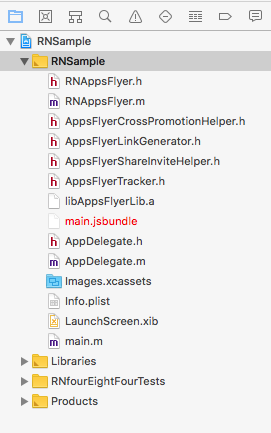 RNSample
RNSample
RNAppsFlyer.h
RNAppsFlyer.m
AppsFlyerCrossPromotionHelper.h
AppsFlyerLinkGenerator.h
AppsFlyerShareInviteHelper.h
AppsFlyerTracker.h
libAppsFlyerLib.a
main.jsbundle
AppDelegate.h
AppDelegate.m
Images.xcassets
Info.plist
LaunchScreen.xib
main.m
Libraries
RNfourEightFourTests
Products